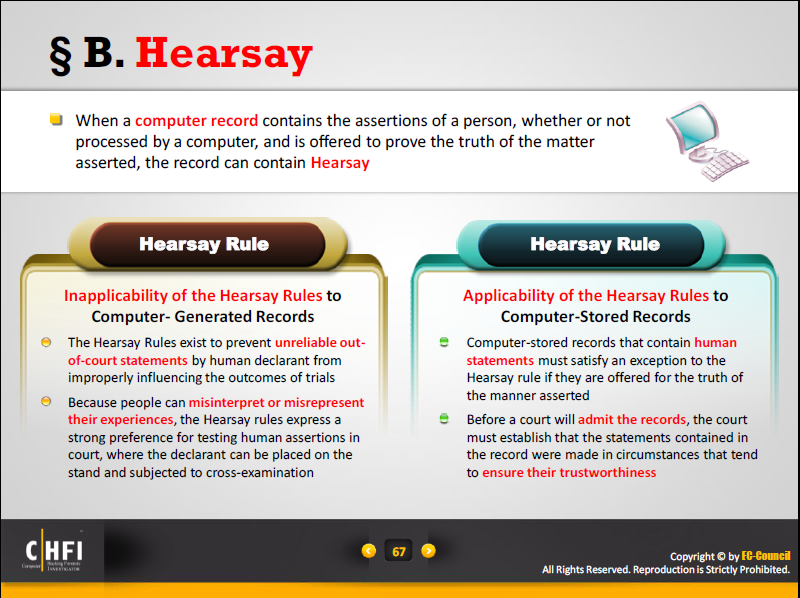 § B. Hearsay
When a computer record contains the assertions of a person, whether or not
processed by a computer, and is offered to prove the truth of the matter
asserted, the record can contain Hearsay
Hearsay Rule
Inapplicability of the Hearsay Rules to
Computer- Generated Records
The Hearsay Rules exist to prevent unreliable out-
of-court statements by human declarant from
improperly influencing the outcomes of trials
Because people can misinterpret or misrepresent
their experiences, the Hearsay rules express a
strong preference for testing human assertions in
court, where the declarant can be placed on the
stand and subjected to cross-examination
Hearsay Rule
Applicability of the Hearsay Rules to
Computer-Stored Records
Computer-stored records that contain human
statements must satisfy an exception to the
Hearsay rule if they are offered for the truth of
the manner asserted
Before a court will admit the records, the court
must establish that the statements contained in
the record were made in circumstances that tend
to ensure their trustworthiness
CHFI
Computer Hacking Forensic
INVESTIGATOR
67
Copyright © by EC-Council
All Rights Reserved. Reproduction is Strictly Prohibited.